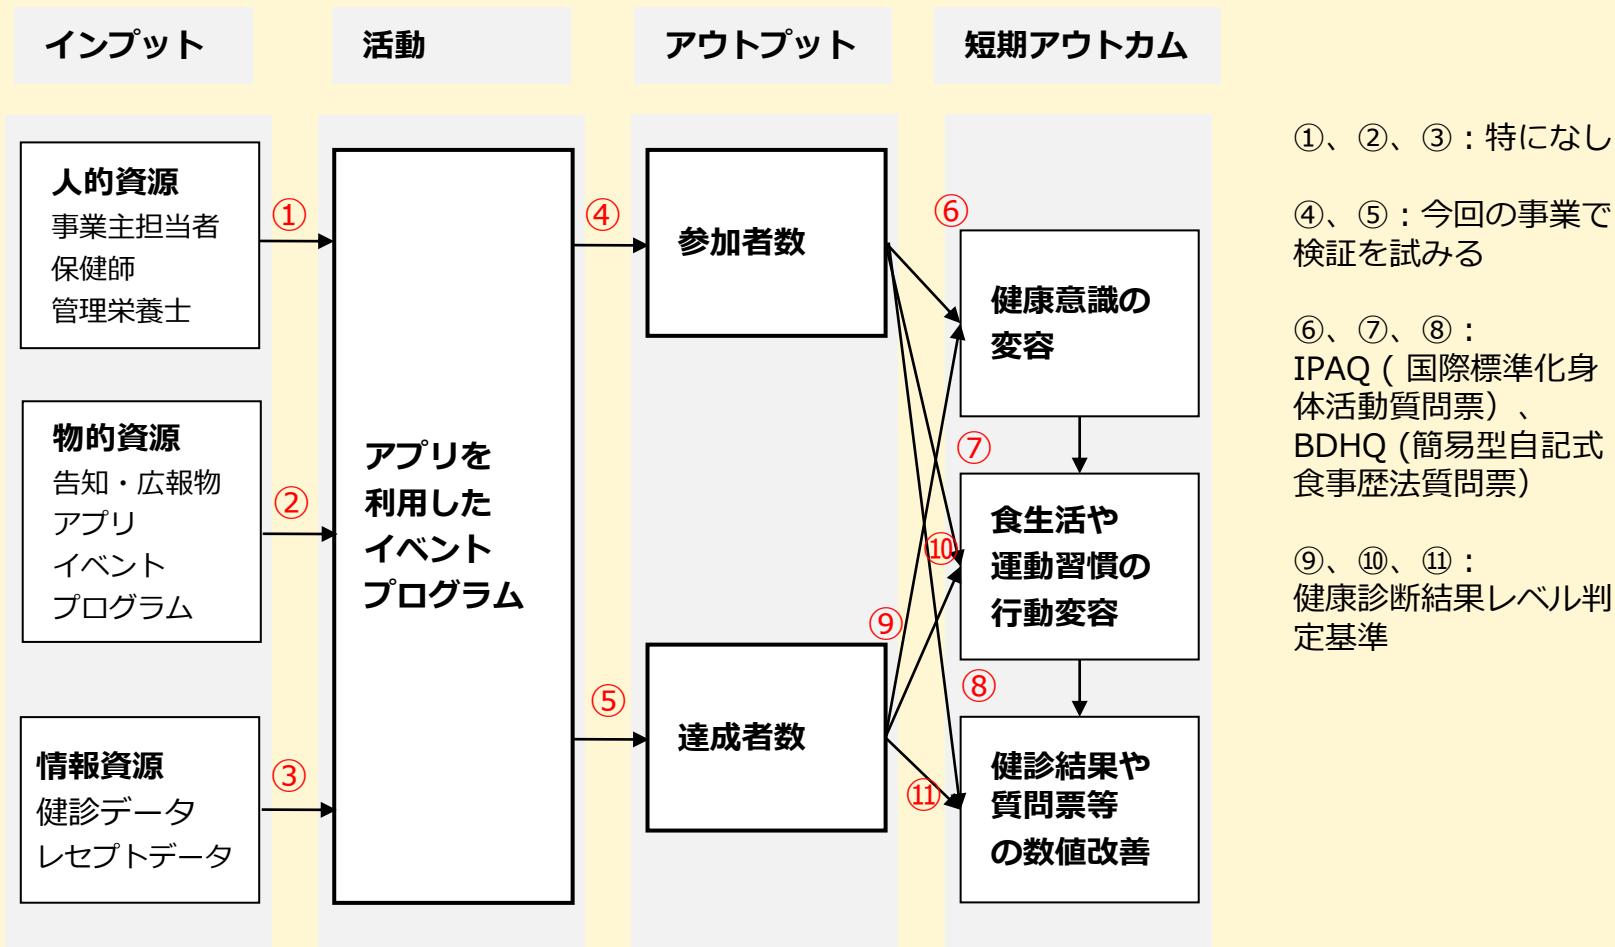 インプット
活動
アウトプット
短期アウトカム
人的資源
事業主担当者
保健師
管理栄養士
①
物的資源
告知・広報物
アプリ
イベント
プログラム
②
情報資源
健診データ
レセプトデータ
③
アプリを
利用した
イベント
プログラム
④
⑤
参加者数
達成者数
⑥
⑦
⑧
⑨
⑩
⑪
健康意識の
変容
食生活や
運動習慣の
行動変容
健診結果や
質問票等
の数値改善
①、②、③：特になし
④、⑤：今回の事業で
検証を試みる
⑥、⑦、⑧：
IPAQ ( 国際標準化身
体活動質問票）、
BDHQ (簡易型自記式
食事歴法質問票）
⑨、⑩、⑪：
健康診断結果レベル判
定基準